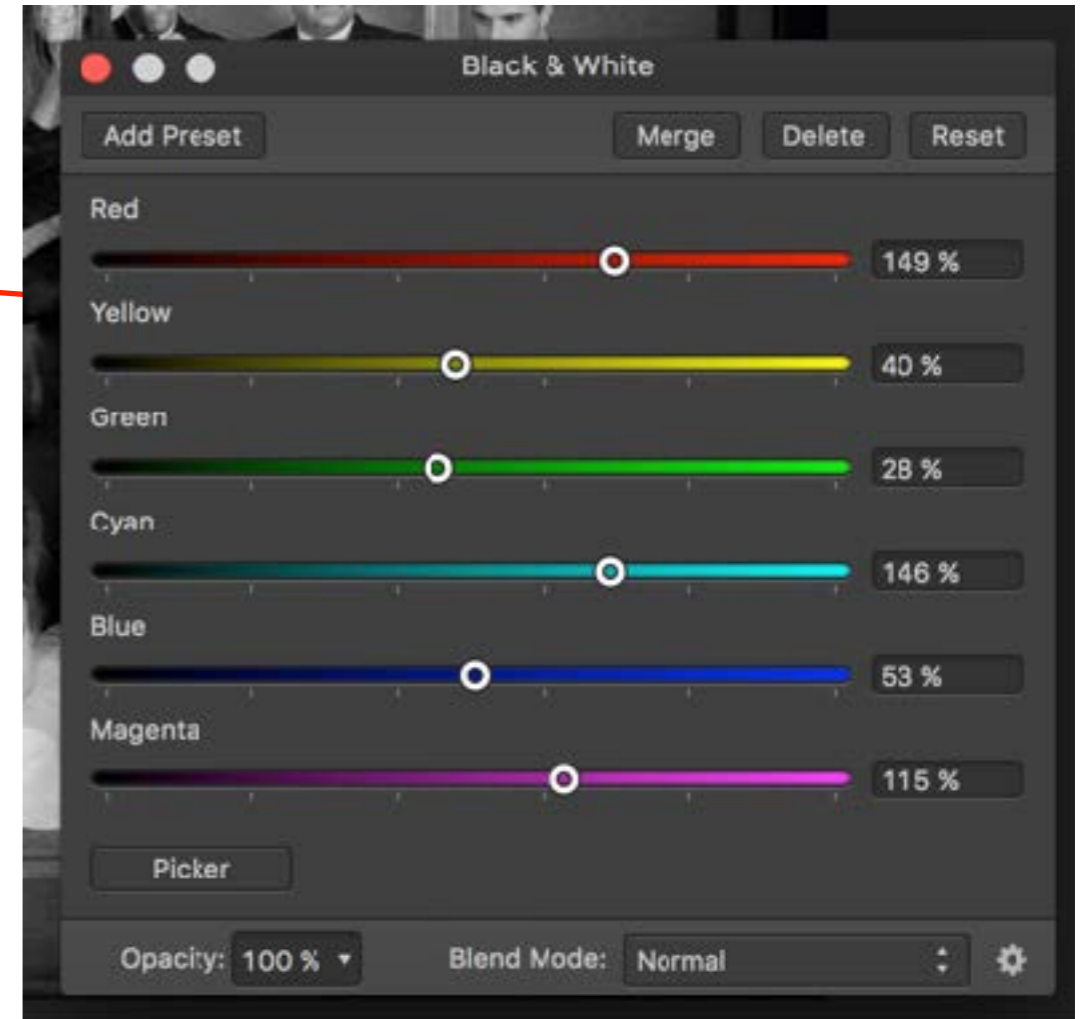 Black & White
Add Preset Merge Delete Reset
Red
149 %
Yellow
40 %
Green
28 %
Cyan
146 %
Blue
53 %
Magenta
115 %
Picker
Opacity: 100 % Blend Mode: Normal